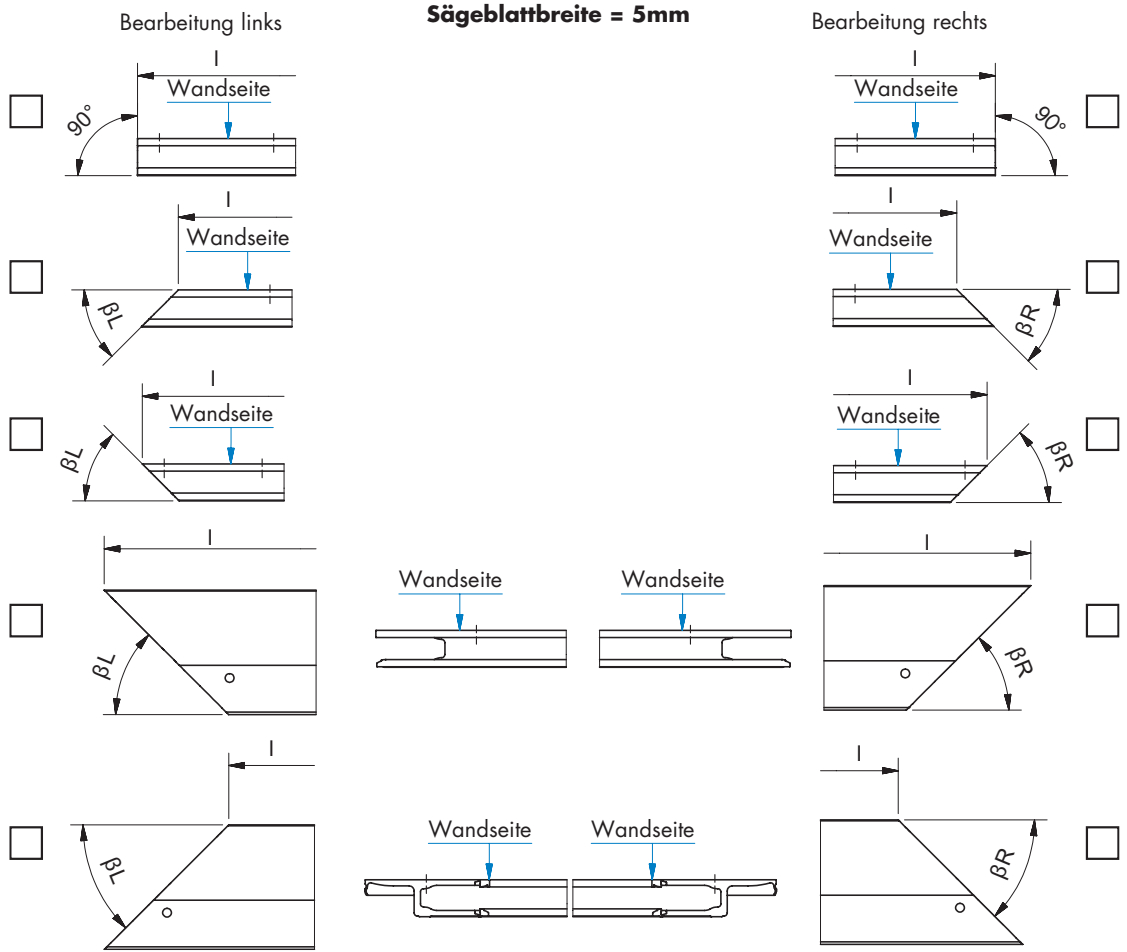 Bearbeitung links
Sägeblattbreite = 5mm
Bearbeitung rechts
l
l
Wandseite
Wandseite
90°
90°
l
l
Wandseite
Wandseite
βL
βR
l
l
Wandseite
Wandseite
βL
βR
l
l
Wandseite
Wandseite
βL
βR
l
l
Wandseite
Wandseite
βL
βR